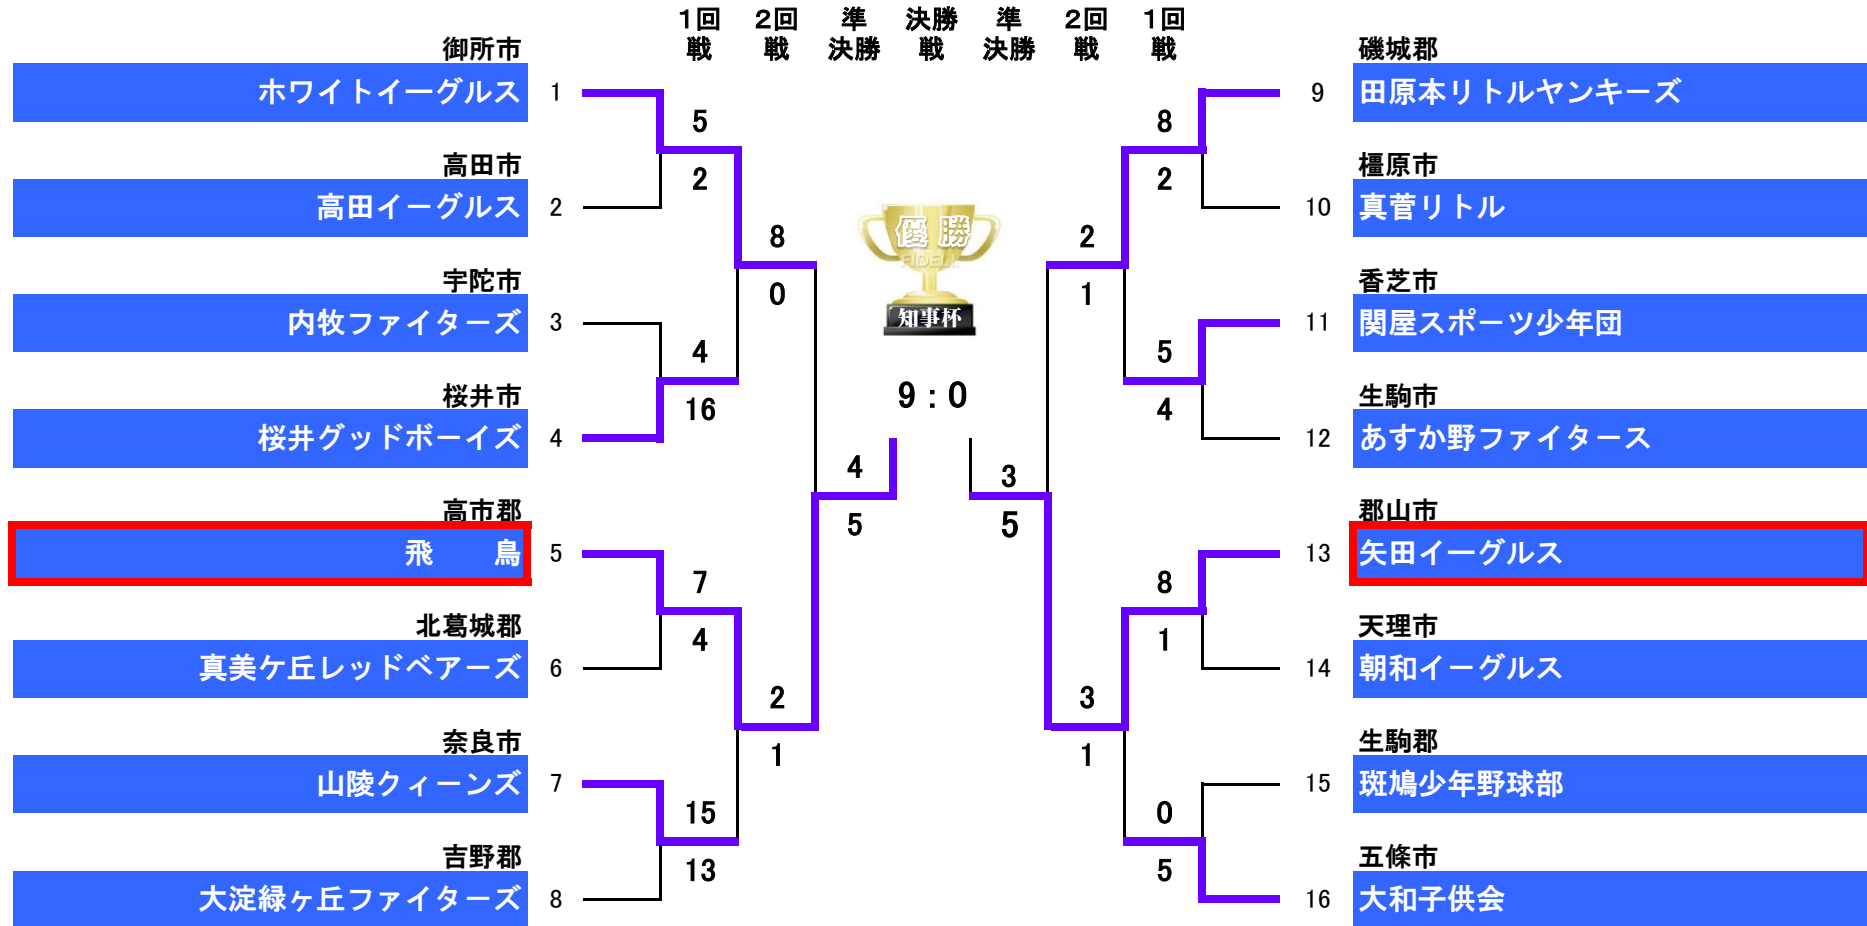 1回 2回 準 決勝 準 2回 1回
戦 戦 決勝 戦 決勝 戦 戦
御所市
ホワイトイーグルス 1
高田市
高田イーグルス 2
宇陀市
内牧ファイターズ 3
桜井市
桜井グッドボーイズ 4
高市郡
飛 鳥 5
北葛城郡
真美ケ丘レッドベアーズ 6
奈良市
山陵クィーンズ 7
吉野郡
大淀緑ヶ丘ファイターズ 8
5
2
4
16
7
4
15
13
8
0
2
1
4
5
優勝
FIDELI
知事杯
9:0
3
5
2
1
3
1
8
2
5
4
8
1
0
5
磯城郡
9 田原本リトルヤンキーズ
橿原市
10 真菅リトル
香芝市
11 関屋スポーツ少年団
生駒市
12 あすか野ファイタース
郡山市
13 矢田イーグルス
天理市
14 朝和イーグルス
生駒郡
15 斑鳩少年野球部
五條市
16 大和子供会